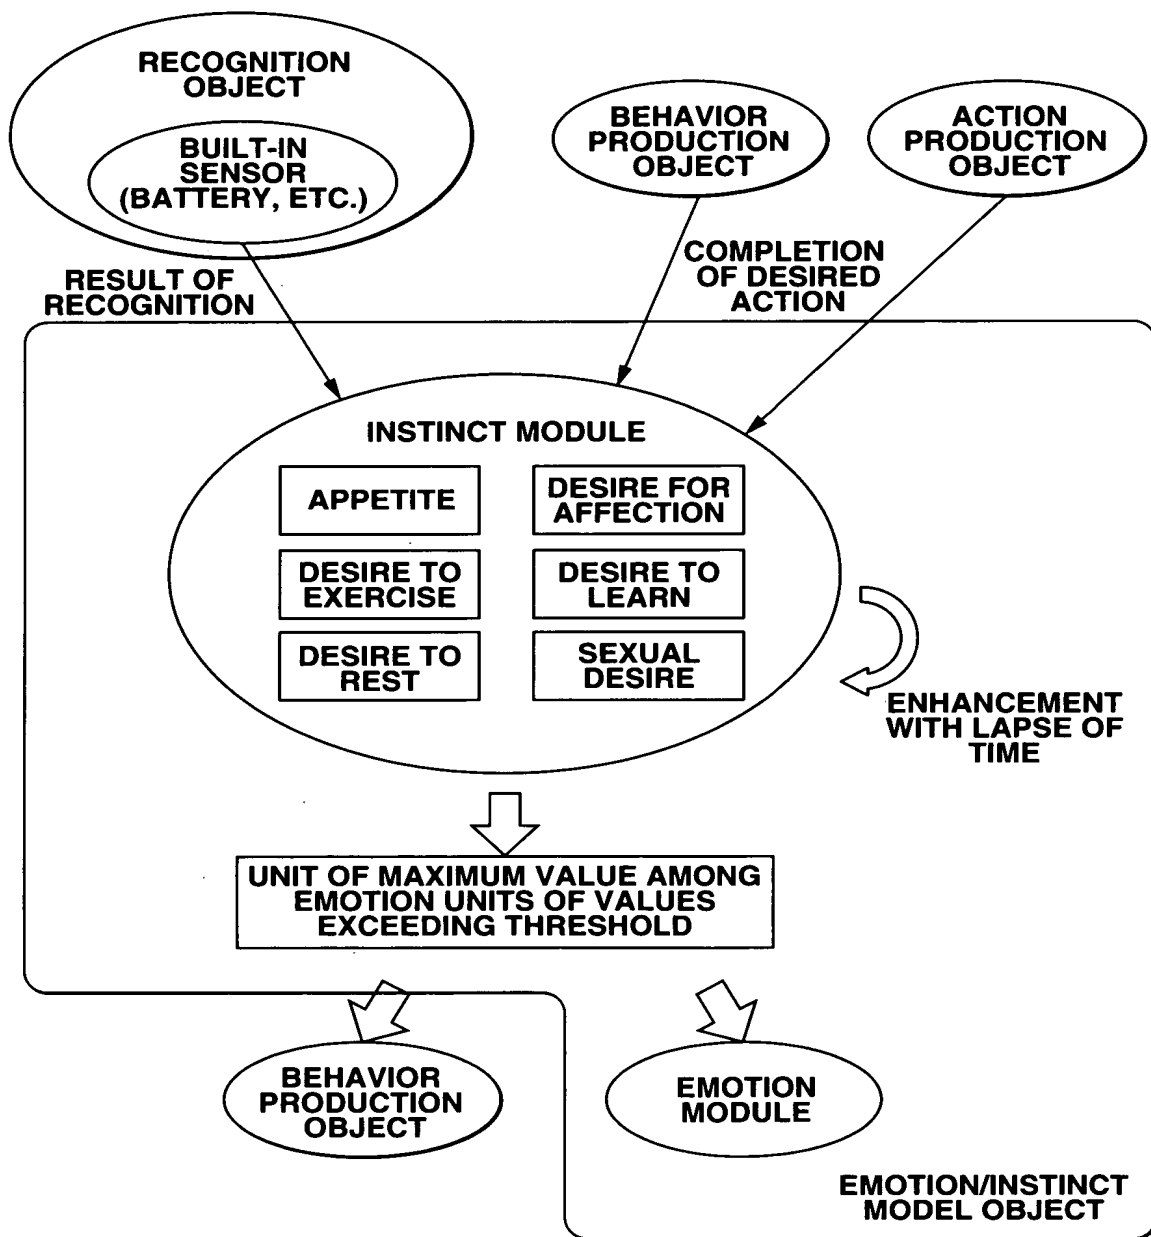 RECOGNITION
OBJECT
BUILT-IN
SENSOR
(BATTERY, ETC.)
BEHAVIOR
PRODUCTION
OBJECT
ACTION
PRODUCTION
OBJECT
RESULT OF
RECOGNITION
COMPLETION
OF DESIRED
ACTION
INSTINCT MODULE
APPETITE
DESIRE FOR
AFFECTION
DESIRE TO
EXERCISE
DESIRE TO
LEARN
DESIRE TO
REST
SEXUAL
DESIRE
ENHANCEMENT
WITH LAPSE OF
TIME
UNIT OF MAXIMUM VALUE AMONG
EMOTION UNITS OF VALUES
EXCEEDING THRESHOLD
BEHAVIOR
PRODUCTION
OBJECT
EMOTION
MODULE
EMOTION/INSTINCT
MODEL OBJECT